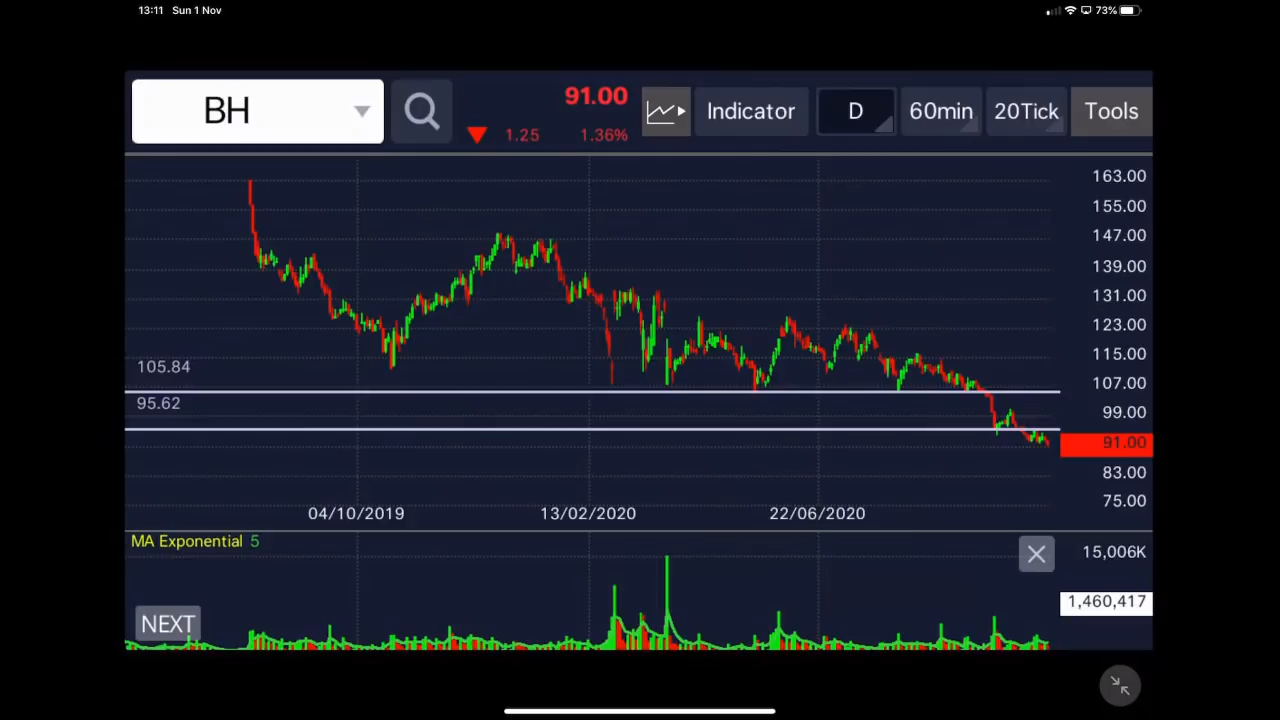 13:11 Sun 1 Nov
73%
BH
91.00
1.25 1.36%
Indicator
D
60min
20Tick
Tools
163.00
155.00
147.00
139.00
131.00
123.00
115.00
105.84
107.00
95.62
99.00
91.00
83.00
75.00
04/10/2019 13/02/2020 22/06/2020
MA Exponential 5
15,006K
1,460,417
NEXT